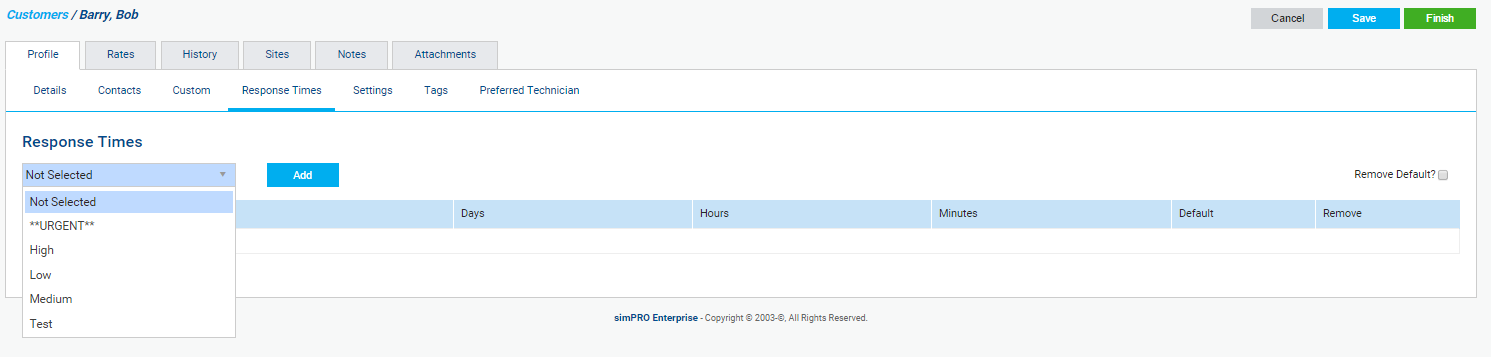 Customers / Barry, Bob
Cancel Save Finish
Profile Rates History Sites Notes Attachments
Details Contacts Custom Response Times Settings Tags Preferred Technician
Response Times
Not Selected Add Remove Default?
Not Selected
Days Hours Minutes Default Remove
**URGENT**
High
Low
Medium
Test
simPRO Enterprise - Copyright © 2003-©, All Rights Reserved.